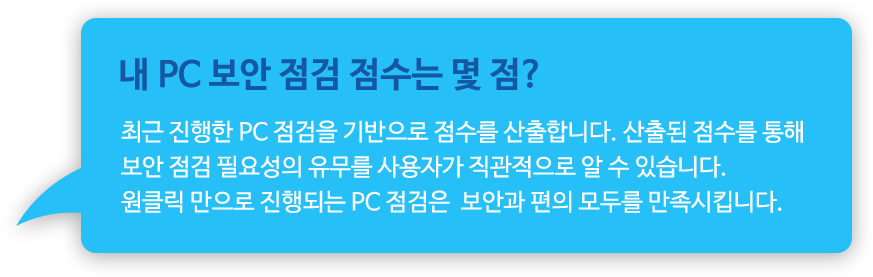 내 PC 보안 점검 점수는 몇 점?
최근 진행한 PC 점검을 기반으로 점수를 산출합니다. 산출된 점수를 통해
보안 점검 필요성의 유무를 사용자가 직관적으로 알 수 있습니다.
원클릭 만으로 진행되는 PC 점검은 보안과 편의 모두를 만족시킵니다.